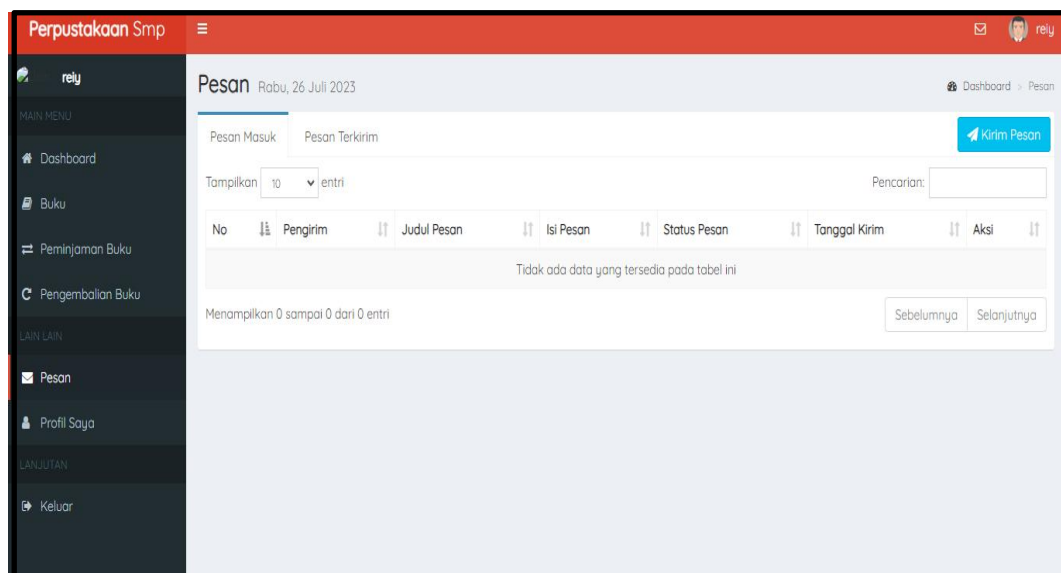 Perpustakaan Smp
reiy
reiy
MAIN MENU
Dashboard
Buku
Peminjaman Buku
Pengembalian Buku
LAIN LAIN
Pesan
Profil Saya
LANJUTAN
Keluar
Pesan Rabu, 26 Juli 2023
Dashboard > Pesan
Pesan Masuk Pesan Terkirim
Kirim Pesan
Tampilkan 10 entri
Pencarian:
No Pengirim Judul Pesan Isi Pesan Status Pesan Tanggal Kirim Aksi
Tidak ada data yang tersedia pada tabel ini
Menampilkan 0 sampai 0 dari 0 entri
Sebelumnya Selanjutnya